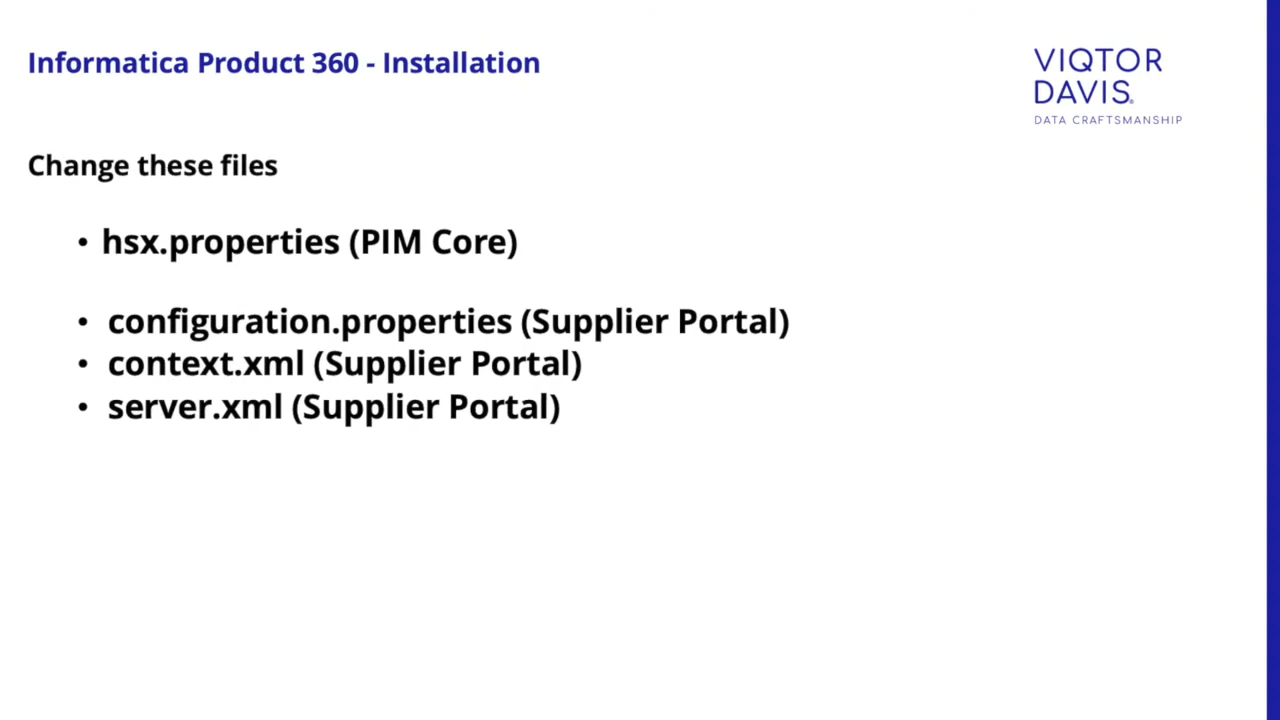 Informatica Product 360 - Installation
VIQTOR
DAVIS®
DATA CRAFTSMANSHIP
Change these files
• hsx.properties (PIM Core)
• configuration.properties (Supplier Portal)
• context.xml (Supplier Portal)
• server.xml (Supplier Portal)